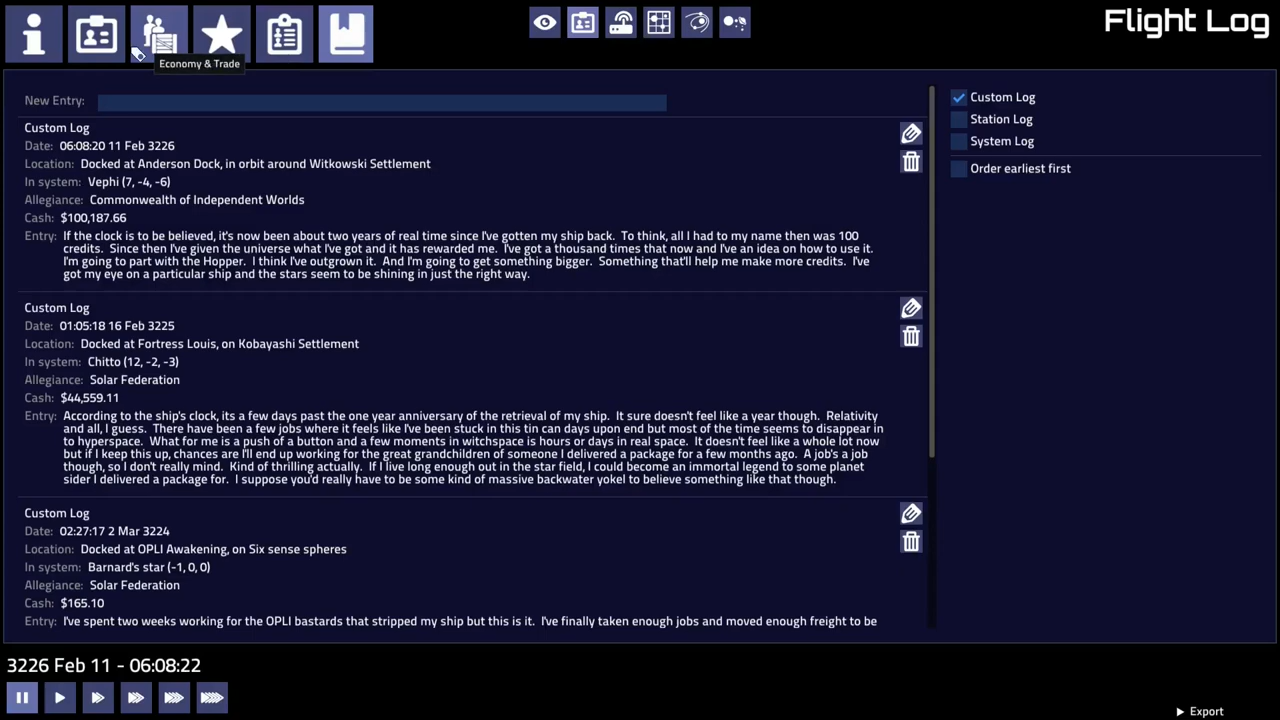 Flight Log
Economy & Trade
New Entry:
Custom Log
Date: 06:08:20 11 Feb 3226
Location: Docked at Anderson Dock, in orbit around Witkowski Settlement
In system: Vephi (7, -4, -6)
Allegiance: Commonwealth of Independent Worlds
Cash: $100,187.66
Entry: If the clock is to be believed, it's now been about two years of real time since I've gotten my ship back. To think, all I had to my name then was 100
credits. Since then I've given the universe what I've got and it has rewarded me. I've got a thousand times that now and I've an idea on how to use it.
I'm going to part with the Hopper. I think I've outgrown it. And I'm going to get something bigger. Something that'll help me make more credits. I've
got my eye on a particular ship and the stars seem to be shining in just the right way.
Custom Log
Date: 01:05:18 16 Feb 3225
Location: Docked at Fortress Louis, on Kobayashi Settlement
In system: Chitto (12, -2, -3)
Allegiance: Solar Federation
Cash: $44,559.11
Entry: According to the ship's clock, its a few days past the one year anniversary of the retrieval of my ship. It sure doesn't feel like a year though. Relativity
and all, I guess. There have been a few jobs where it feels like I've been stuck in this tin can days upon end but most of the time seems to disappear in
to hyperspace. What for me is a push of a button and a few moments in witchspace is hours or days in real space. It doesn't feel like a whole lot now
but if I keep this up, chances are I'll end up working for the great grandchildren of someone I delivered a package for a few months ago. A job's a job
though, so I don't really mind. Kind of thrilling actually. If I live long enough out in the star field, I could become an immortal legend to some planet
sider I delivered a package for. I suppose you'd really have to be some kind of massive backwater yokel to believe something like that though.
Custom Log
Date: 02:27:17 2 Mar 3224
Location: Docked at OPLI Awakening, on Six sense spheres
In system: Barnard's star (-1, 0, 0)
Allegiance: Solar Federation
Cash: $165.10
Entry: I've spent two weeks working for the OPLI bastards that stripped my ship but this is it. I've finally taken enough jobs and moved enough freight to be
Custom Log
Station Log
System Log
Order earliest first
3226 Feb 11 - 06:08:22
Export